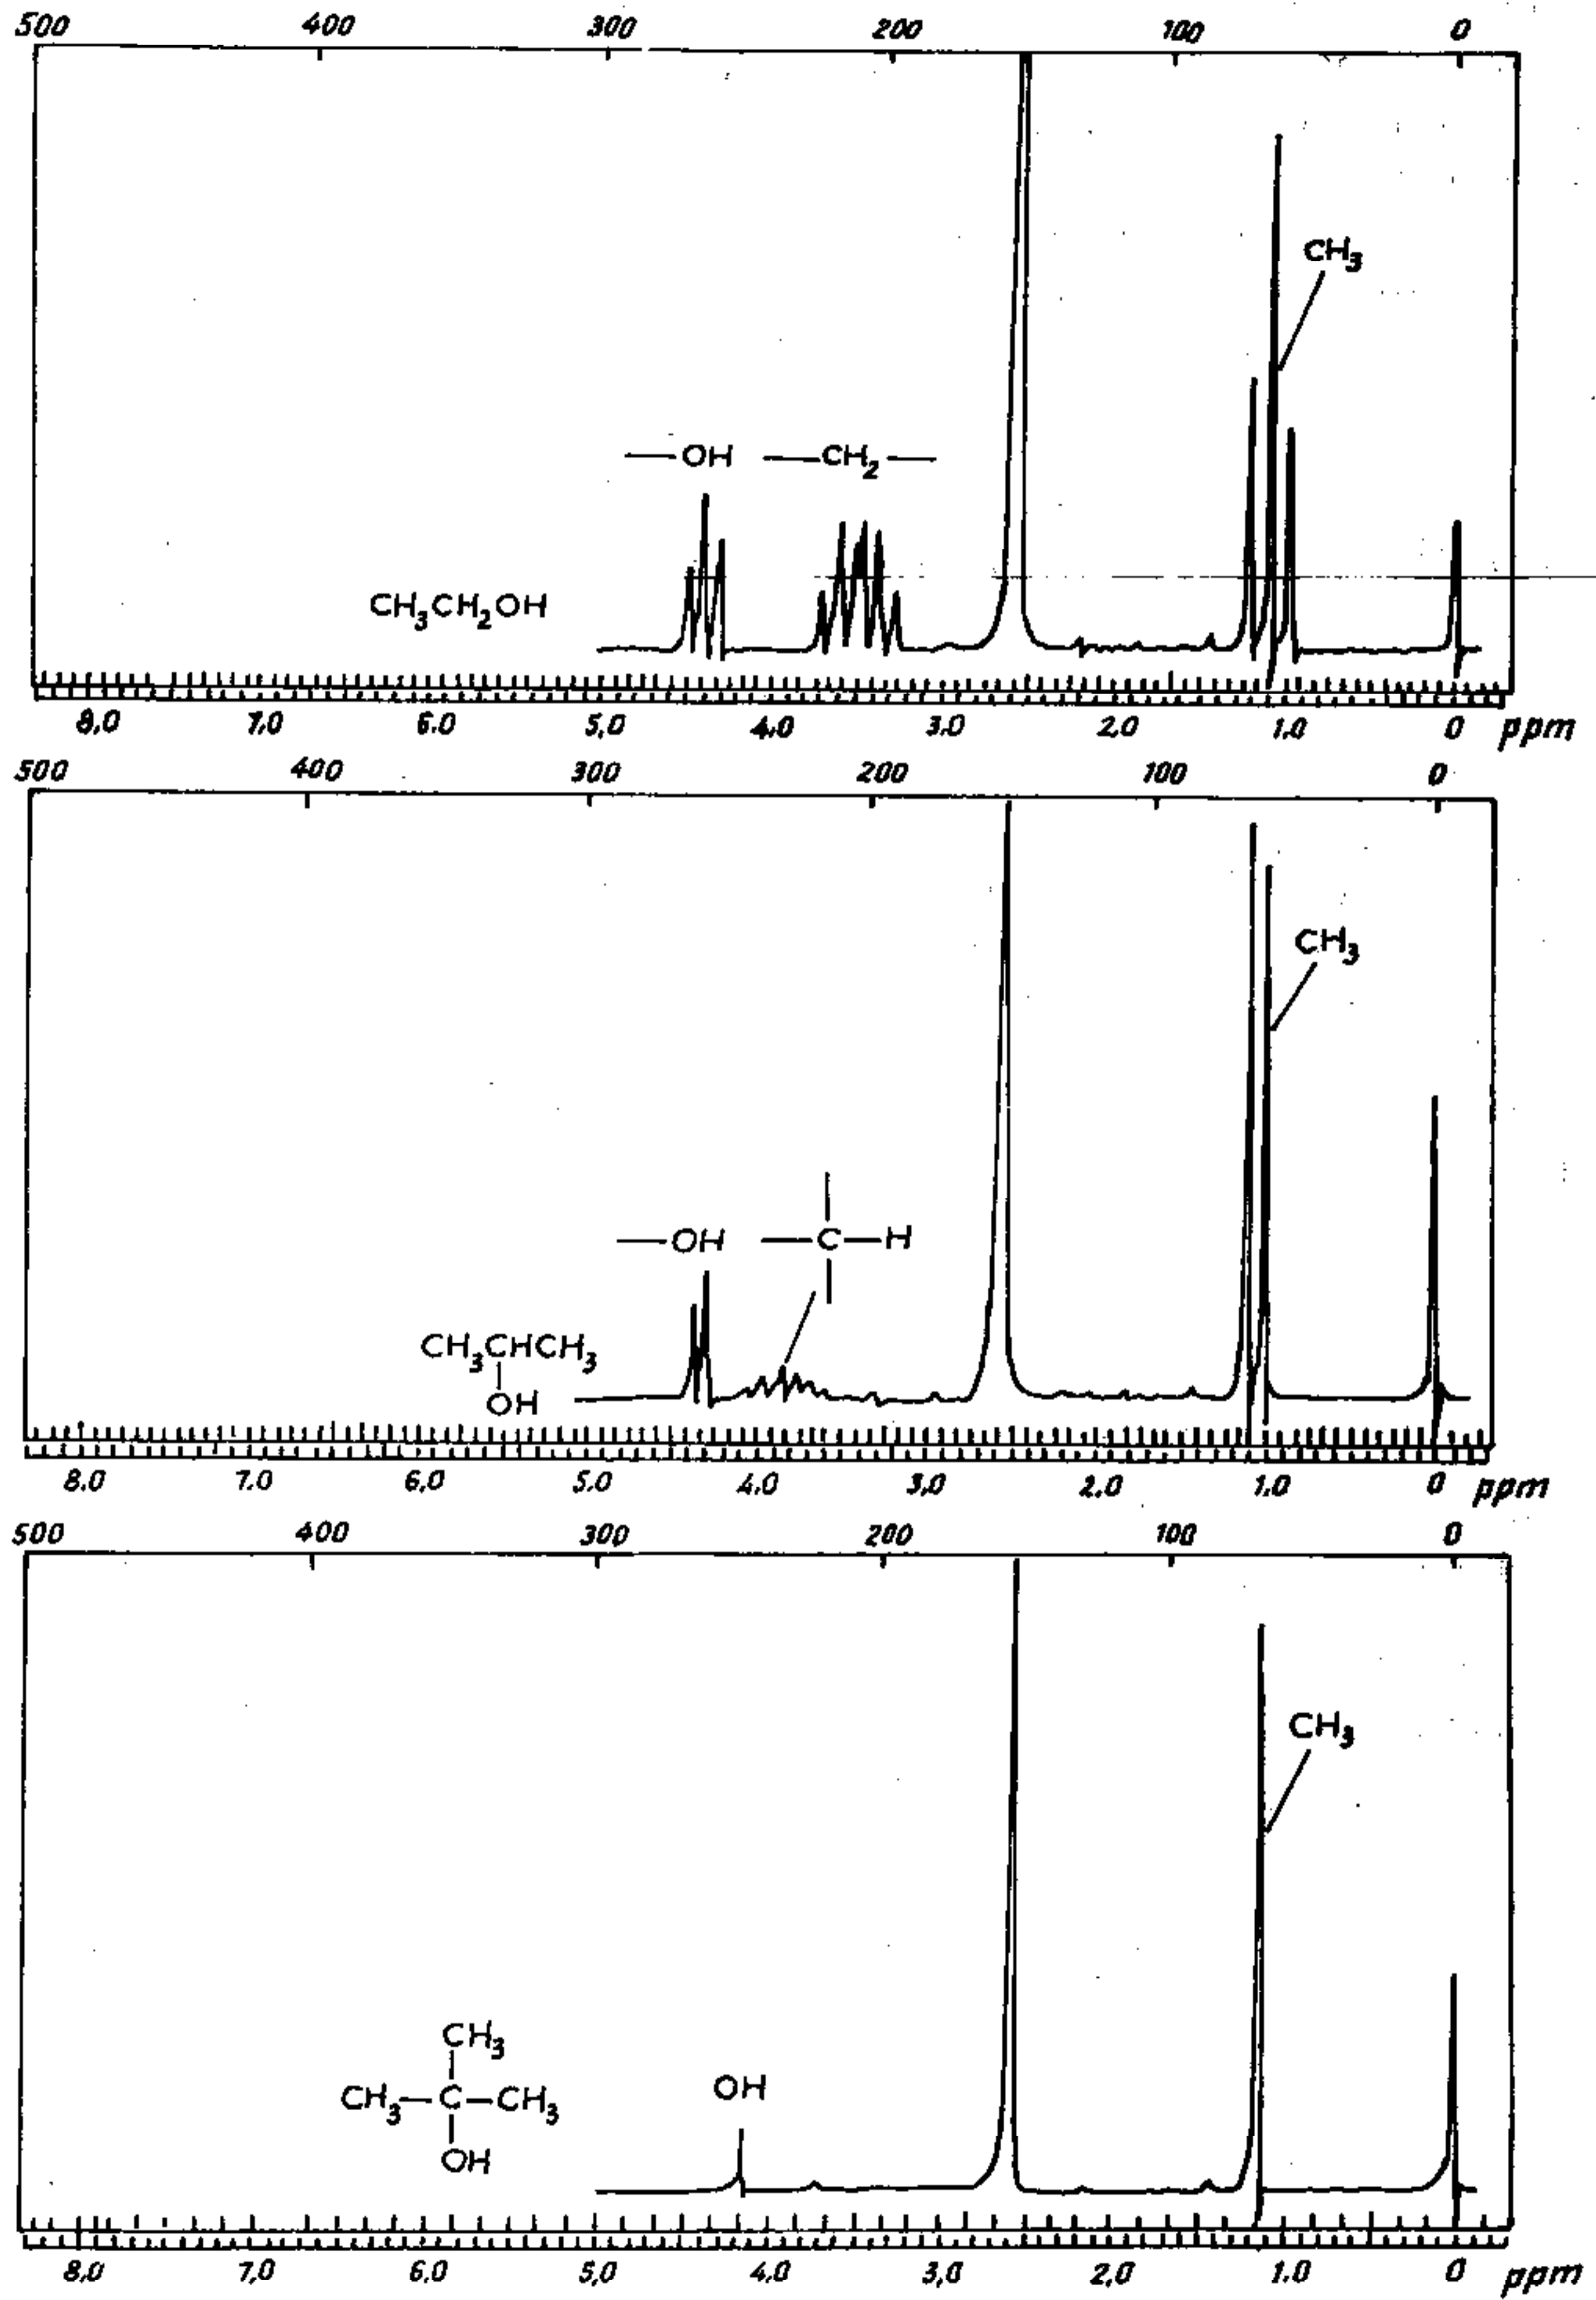 500 400 300 200 100 0
CH3
—OH —CH2—
CH3CH2OH
8,0 7,0 6.0 5,0 4,0 3.0 2,0 1,0 0 ppm
500 400 300 200 100 0
CH3
—OH —C—H
CH3CHCH3
OH
8.0 7.0 6,0 5.0 4,0 3,0 2,0 1,0 0 ppm
500 400 300 200 100 0
CH3
CH3
OH
CH3—C—CH3
OH
8,0 7,0 6,0 5,0 4,0 3,0 2,0 1.0 0 ppm